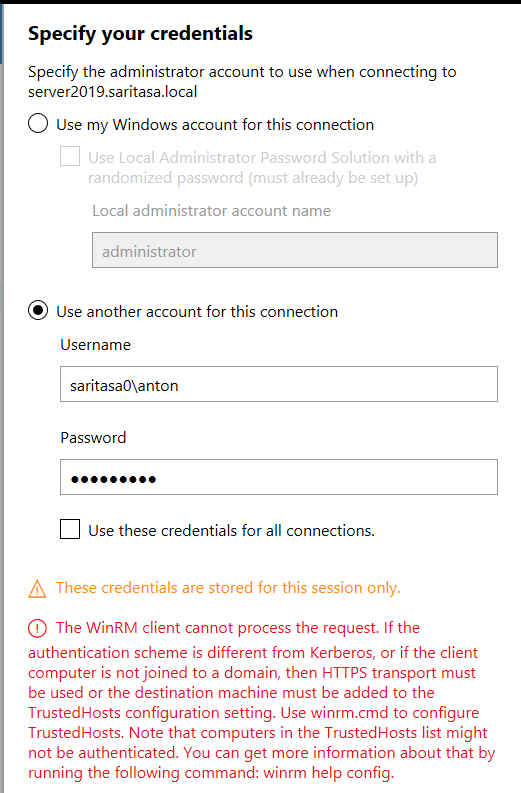 Specify your credentials
Specify the administrator account to use when connecting to
server2019.saritasa.local
Use my Windows account for this connection
Use Local Administrator Password Solution with a
randomized password (must already be set up)
Local administrator account name
administrator
Use another account for this connection
Username
saritasa0\anton
Password
●●●●●●●●●
Use these credentials for all connections.
These credentials are stored for this session only.
The WinRM client cannot process the request. If the
authentication scheme is different from Kerberos, or if the client
computer is not joined to a domain, then HTTPS transport must
be used or the destination machine must be added to the
TrustedHosts configuration setting. Use winrm.cmd to configure
TrustedHosts. Note that computers in the TrustedHosts list might
not be authenticated. You can get more information about that by
running the following command: winrm help config.